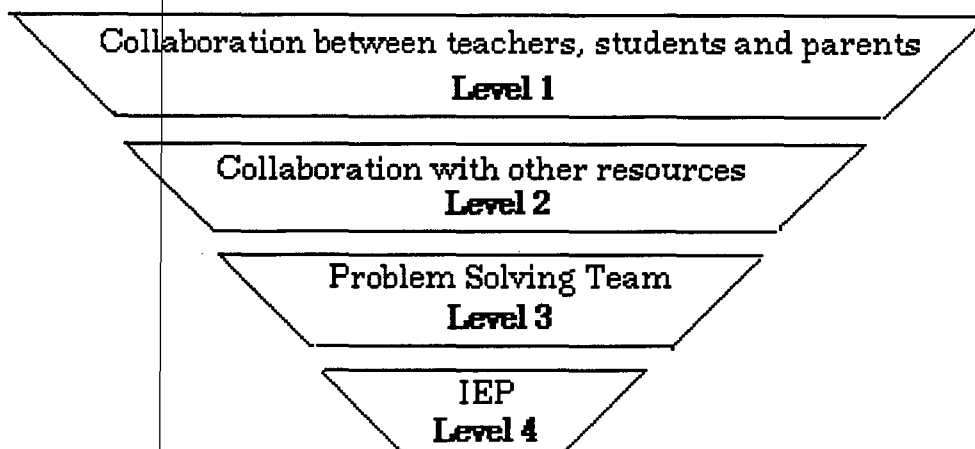 Collaboration between teachers, students and parents
Level 1
Collaboration with other resources
Level 2
Problem Solving Team
Level 3
IEP
Level 4